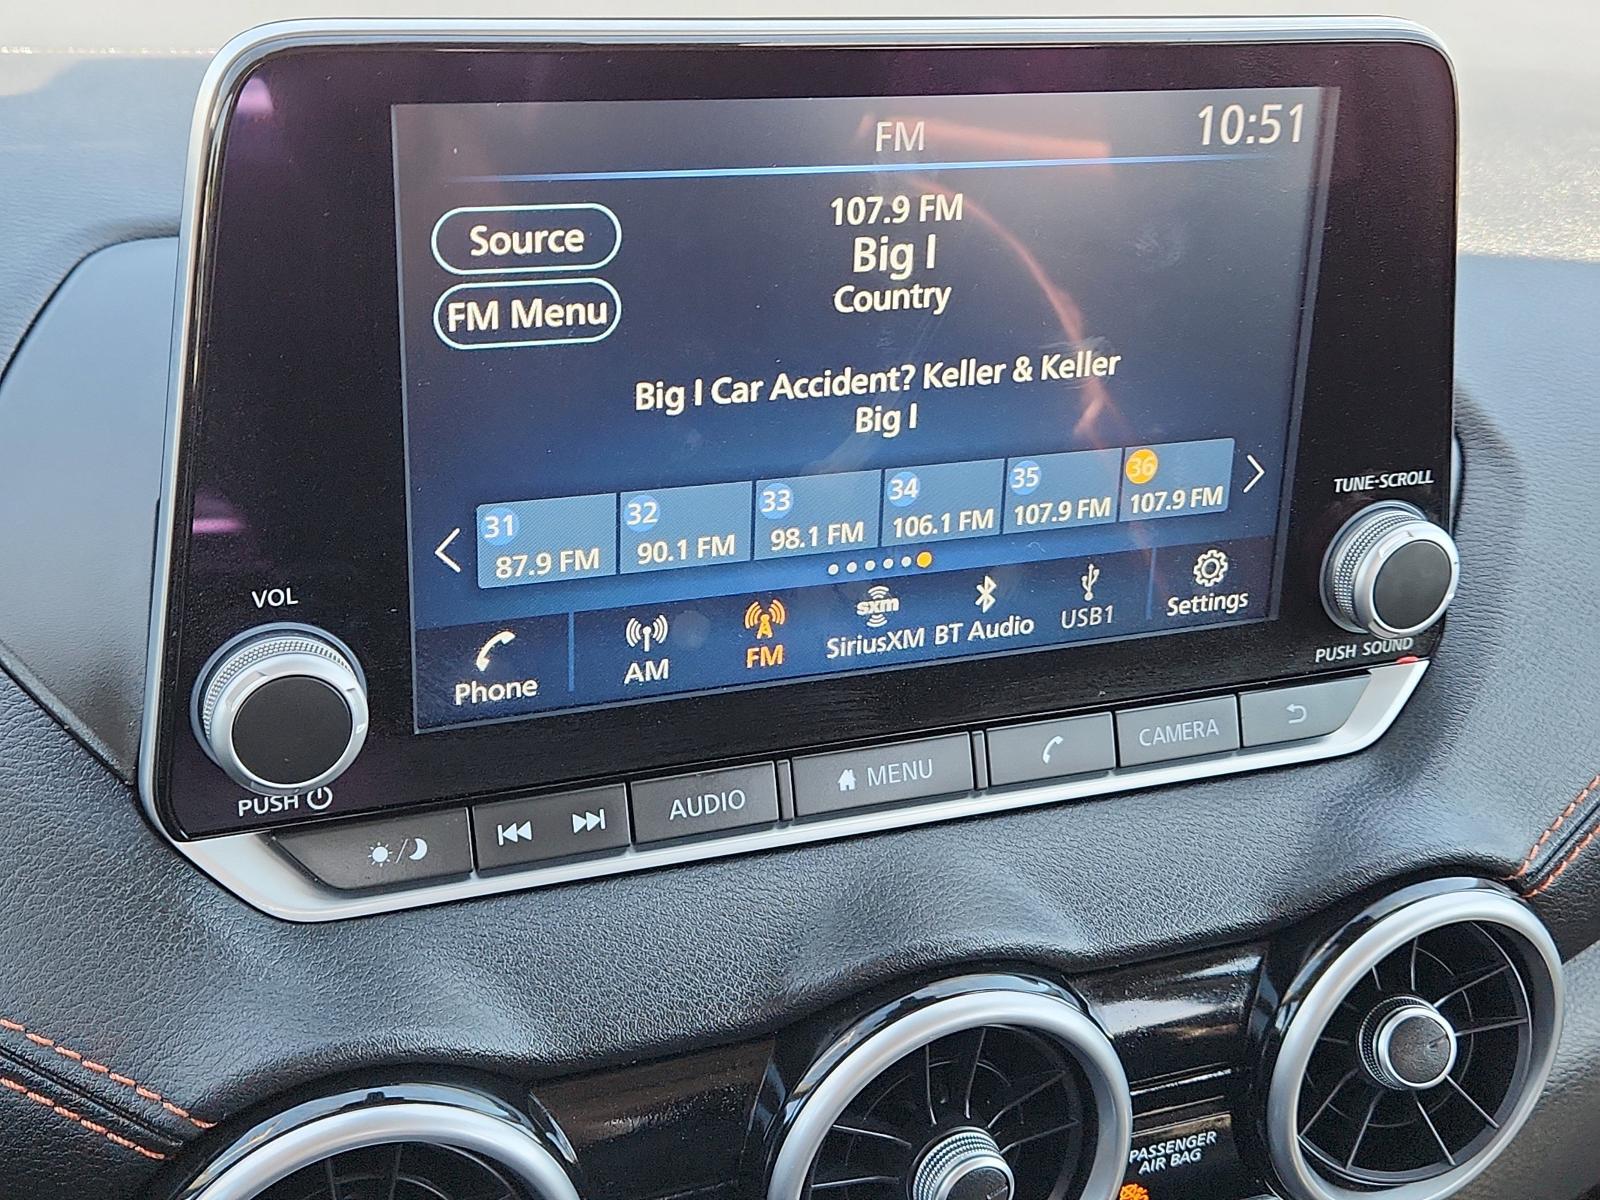 FM
10:51
107.9 FM
Big I
Country
Source
FM Menu
Big I Car Accident? Keller & Keller
Big I
31
87.9 FM
32
90.1 FM
33
98.1 FM
34
106.1 FM
35
107.9 FM
36
107.9 FM
Phone
AM
FM
sxm
SiriusXM
BT Audio
USB1
Settings
VOL
PUSH
TUNE-SCROLL
PUSH SOUND
AUDIO
MENU
CAMERA
PASSENGER
AIR BAG